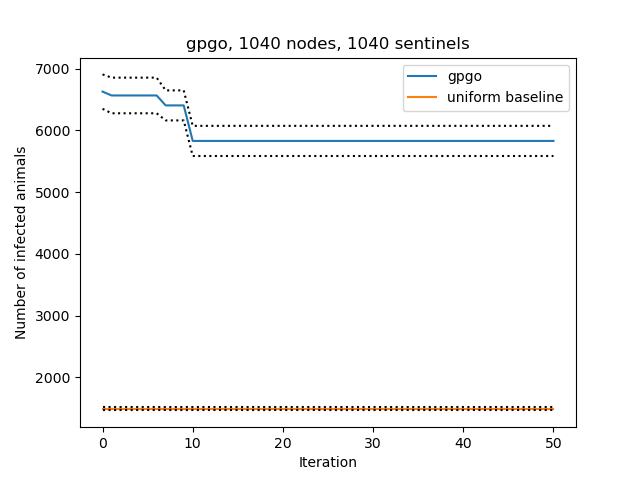 gpgo, 1040 nodes, 1040 sentinels
gpgo
uniform baseline
Number of infected animals
7000
6000
5000
4000
3000
2000
0 10 20 30 40 50
Iteration